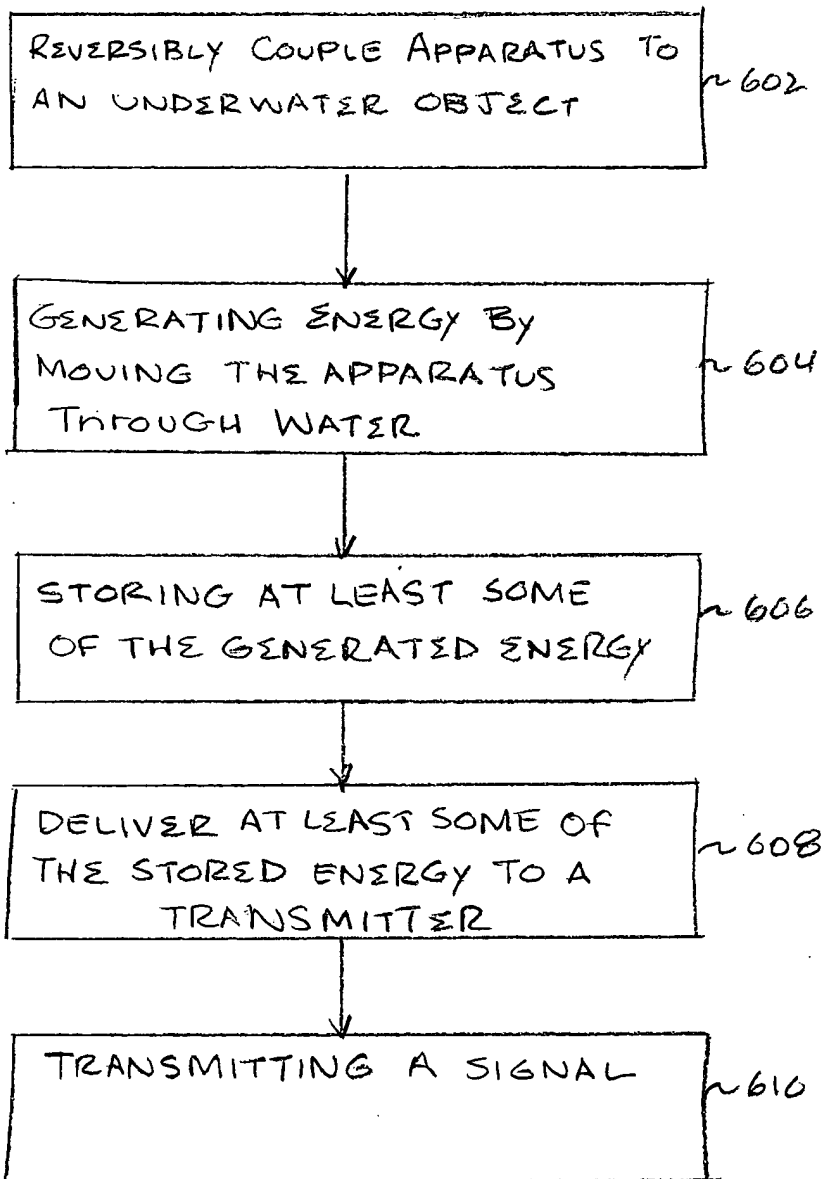 REVERSIBLY COUPLE APPARATUS TO
AN UNDERWATER OBJECT
~602
GENERATING ENERGY BY
MOVING THE APPARATUS
THrOUGH WATER
~604
STORING AT LEAST SOME
OF THE GENERATED ENERGY
~606
DELIVER AT LEAST SOME OF
THE STORED ENERGY TO A
TRANSMITTER
~608
TRANSMITTING A SIGNAL
~610